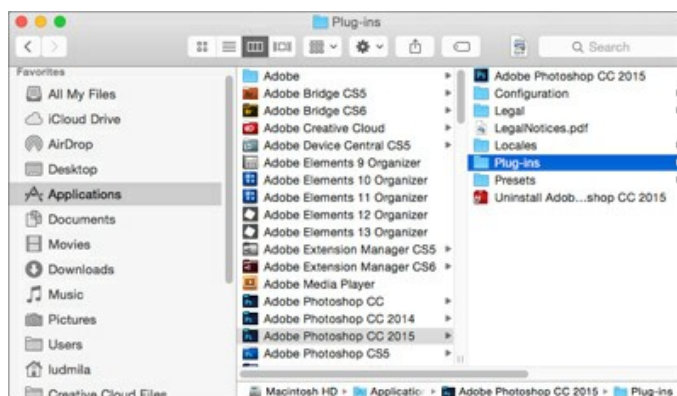 Plug-ins
Search
Favorites
All My Files
iCloud Drive
AirDrop
Desktop
Applications
Documents
Movies
Downloads
Music
Pictures
Users
ludmila
Creative Cloud Files
Adobe
Adobe Bridge CS5
Adobe Bridge CS6
Adobe Creative Cloud
Adobe Device Central CS5
Adobe Elements 9 Organizer
Adobe Elements 10 Organizer
Adobe Elements 11 Organizer
Adobe Elements 12 Organizer
Adobe Elements 13 Organizer
Adobe Extension Manager CS5
Adobe Extension Manager CS6
Adobe Media Player
Adobe Photoshop CC
Adobe Photoshop CC 2014
Adobe Photoshop CC 2015
Adobe Photoshop CS5
Adobe Photoshop CC 2015
Configuration
Legal
LegalNotices.pdf
Locales
Plug-ins
Presets
Uninstall Adob...shop CC 2015
Macintosh HD ▸ Applicatio ▸ Adobe Photoshop CC 2015 ▸ Plug-ins